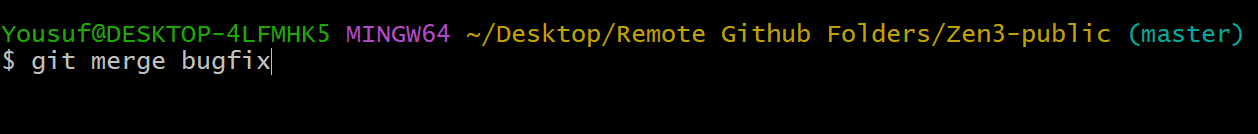 Yousuf@DESKTOP-4LFMHK5 MINGW64 ~/Desktop/Remote Github Folders/Zen3-public (master)
$ git merge bugfix